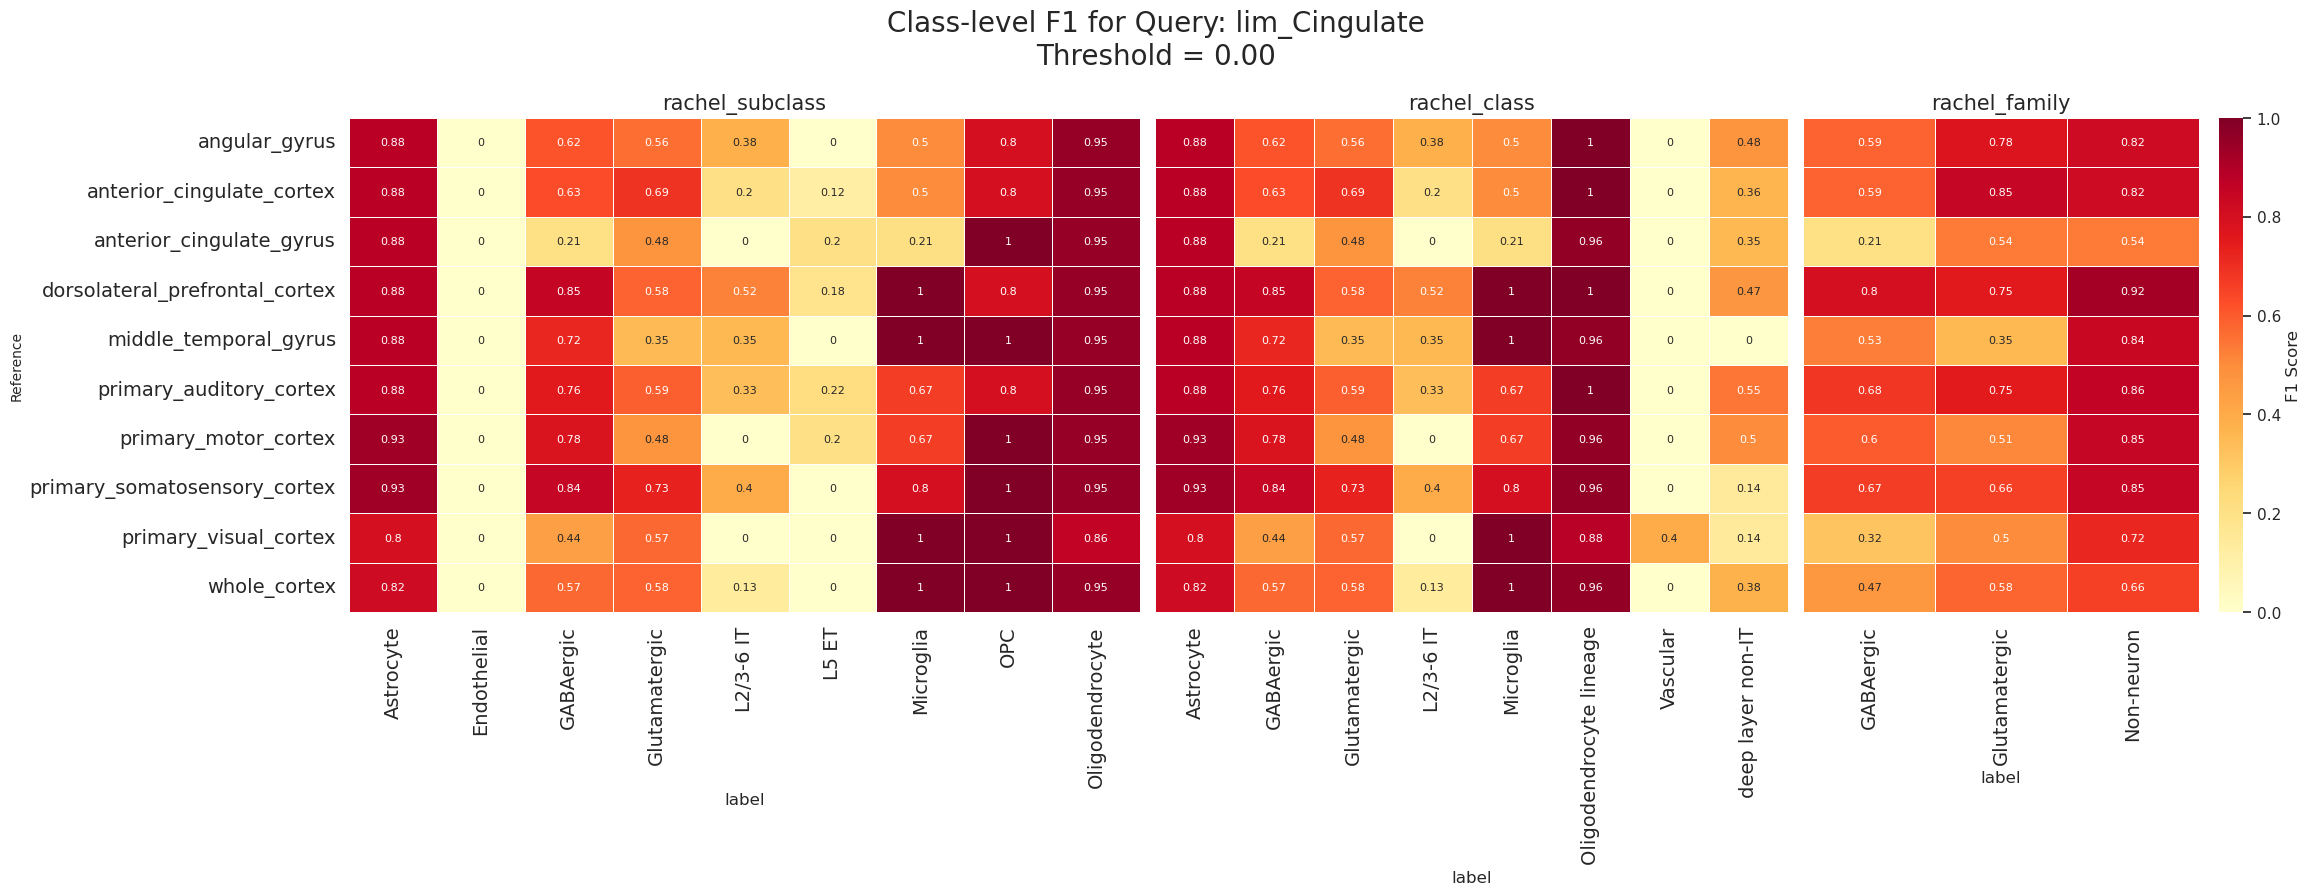 Class-level F1 for Query: lim_Cingulate
Threshold = 0.00
rachel_subclass
rachel_class
rachel_family
Reference
angular_gyrus 0.88 0 0.62 0.56 0.38 0 0.5 0.8 0.95 0.88 0.62 0.56 0.38 0.5 1 0 0.48 0.59 0.78 0.82
anterior_cingulate_cortex 0.88 0 0.63 0.69 0.2 0.12 0.5 0.8 0.95 0.88 0.63 0.69 0.2 0.5 1 0 0.36 0.59 0.85 0.82
anterior_cingulate_gyrus 0.88 0 0.21 0.48 0 0.2 0.21 1 0.95 0.88 0.21 0.48 0 0.21 0.96 0 0.35 0.21 0.54 0.54
dorsolateral_prefrontal_cortex 0.88 0 0.85 0.58 0.52 0.18 1 0.8 0.95 0.88 0.85 0.58 0.52 1 1 0 0.47 0.8 0.75 0.92
middle_temporal_gyrus 0.88 0 0.72 0.35 0.35 0 1 1 0.95 0.88 0.72 0.35 0.35 1 0.96 0 0 0.53 0.35 0.84
primary_auditory_cortex 0.88 0 0.76 0.59 0.33 0.22 0.67 0.8 0.95 0.88 0.76 0.59 0.33 0.67 1 0 0.55 0.68 0.75 0.86
primary_motor_cortex 0.93 0 0.78 0.48 0 0.2 0.67 1 0.95 0.93 0.78 0.48 0 0.67 0.96 0 0.5 0.6 0.51 0.85
primary_somatosensory_cortex 0.93 0 0.84 0.73 0.4 0 0.8 1 0.95 0.93 0.84 0.73 0.4 0.8 0.96 0 0.14 0.67 0.66 0.85
primary_visual_cortex 0.8 0 0.44 0.57 0 0 1 1 0.86 0.8 0.44 0.57 0 1 0.88 0.4 0.14 0.32 0.5 0.72
whole_cortex 0.82 0 0.57 0.58 0.13 0 1 1 0.95 0.82 0.57 0.58 0.13 1 0.96 0 0.38 0.47 0.58 0.66
Astrocyte
Endothelial
GABAergic
Glutamatergic
L2/3-6 IT
L5 ET
Microglia
OPC
Oligodendrocyte
label
Astrocyte
GABAergic
Glutamatergic
L2/3-6 IT
Microglia
Oligodendrocyte lineage
Vascular
deep layer non-IT
label
GABAergic
Glutamatergic
Non-neuron
label
1.0
0.8
0.6
0.4
0.2
0.0
F1 Score